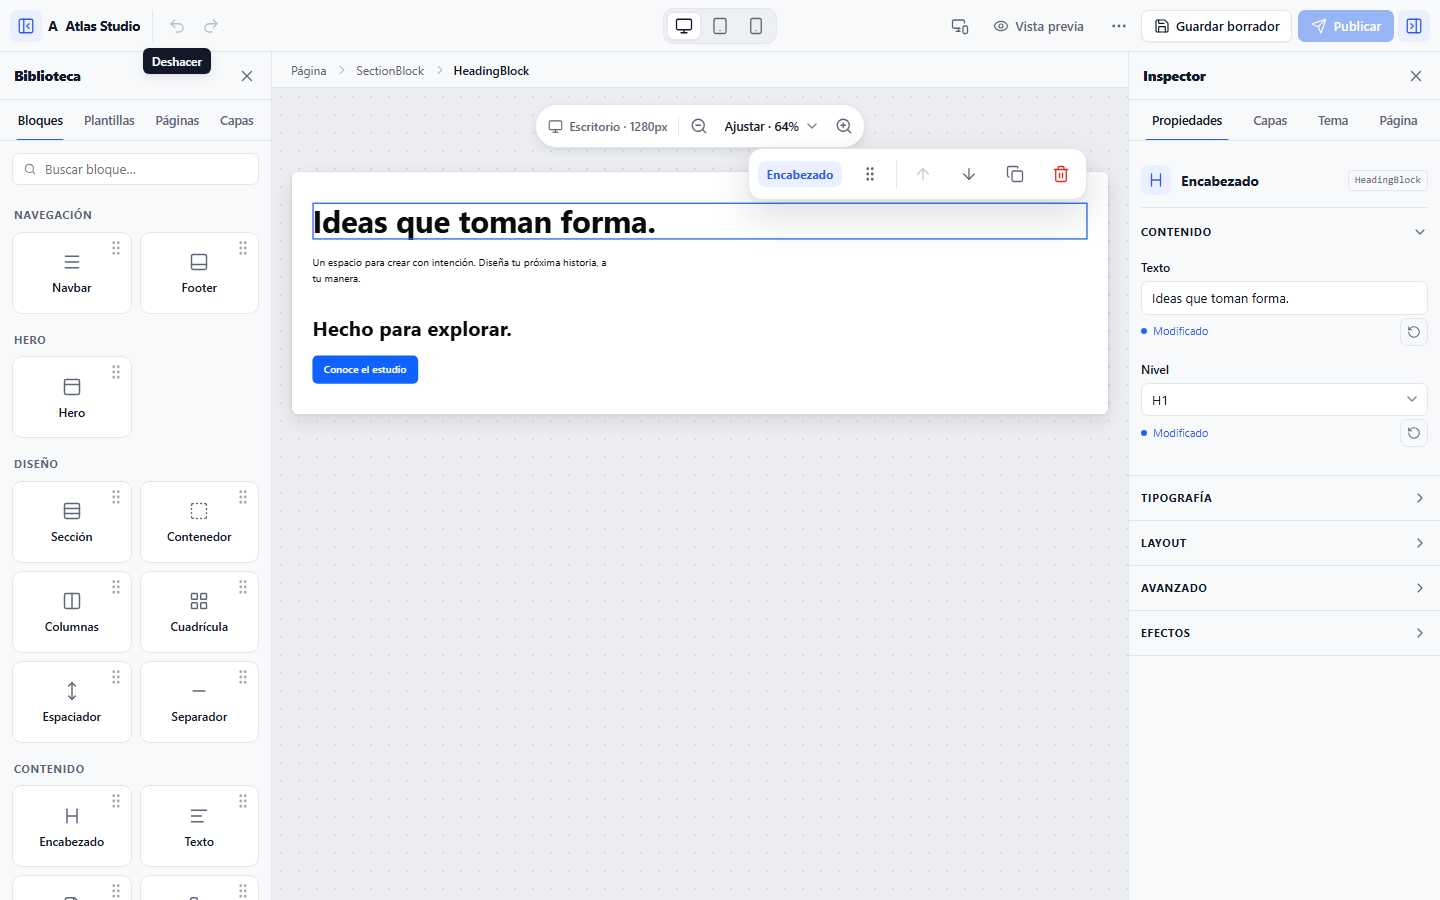 A Atlas Studio
Vista previa
Guardar borrador
Publicar
Deshacer
Biblioteca
Bloques
Plantillas
Páginas
Capas
Buscar bloque...
NAVEGACIÓN
Navbar
Footer
HERO
Hero
DISEÑO
Sección
Contenedor
Columnas
Cuadrícula
Espaciador
Separador
CONTENIDO
Encabezado
Texto
Página
SectionBlock
HeadingBlock
Escritorio · 1280px
Ajustar · 64%
Encabezado
Ideas que toman forma.
Un espacio para crear con intención. Diseña tu próxima historia, a
tu manera.
Hecho para explorar.
Conoce el estudio
Inspector
Propiedades
Capas
Tema
Página
Encabezado
HeadingBlock
CONTENIDO
Texto
Ideas que toman forma.
Modificado
Nivel
H1
Modificado
TIPOGRAFÍA
LAYOUT
AVANZADO
EFECTOS